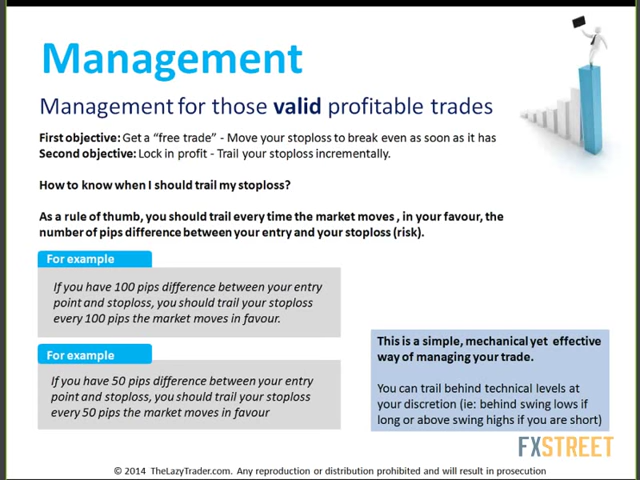 Management
Management for those valid profitable trades
First objective: Get a “free trade” - Move your stoploss to break even as soon as it has
Second objective: Lock in profit - Trail your stoploss incrementally.
How to know when I should trail my stoploss?
As a rule of thumb, you should trail every time the market moves , in your favour, the
number of pips difference between your entry and your stoploss (risk).
For example
If you have 100 pips difference between your entry
point and stoploss, you should trail your stoploss
every 100 pips the market moves in favour.
For example
If you have 50 pips difference between your entry
point and stoploss, you should trail your stoploss
every 50 pips the market moves in favour
This is a simple, mechanical yet effective
way of managing your trade.
You can trail behind technical levels at
your discretion (ie: behind swing lows if
long or above swing highs if you are short)
FXSTREET
© 2014 TheLazyTrader.com. Any reproduction or distribution prohibited and will result in prosecution